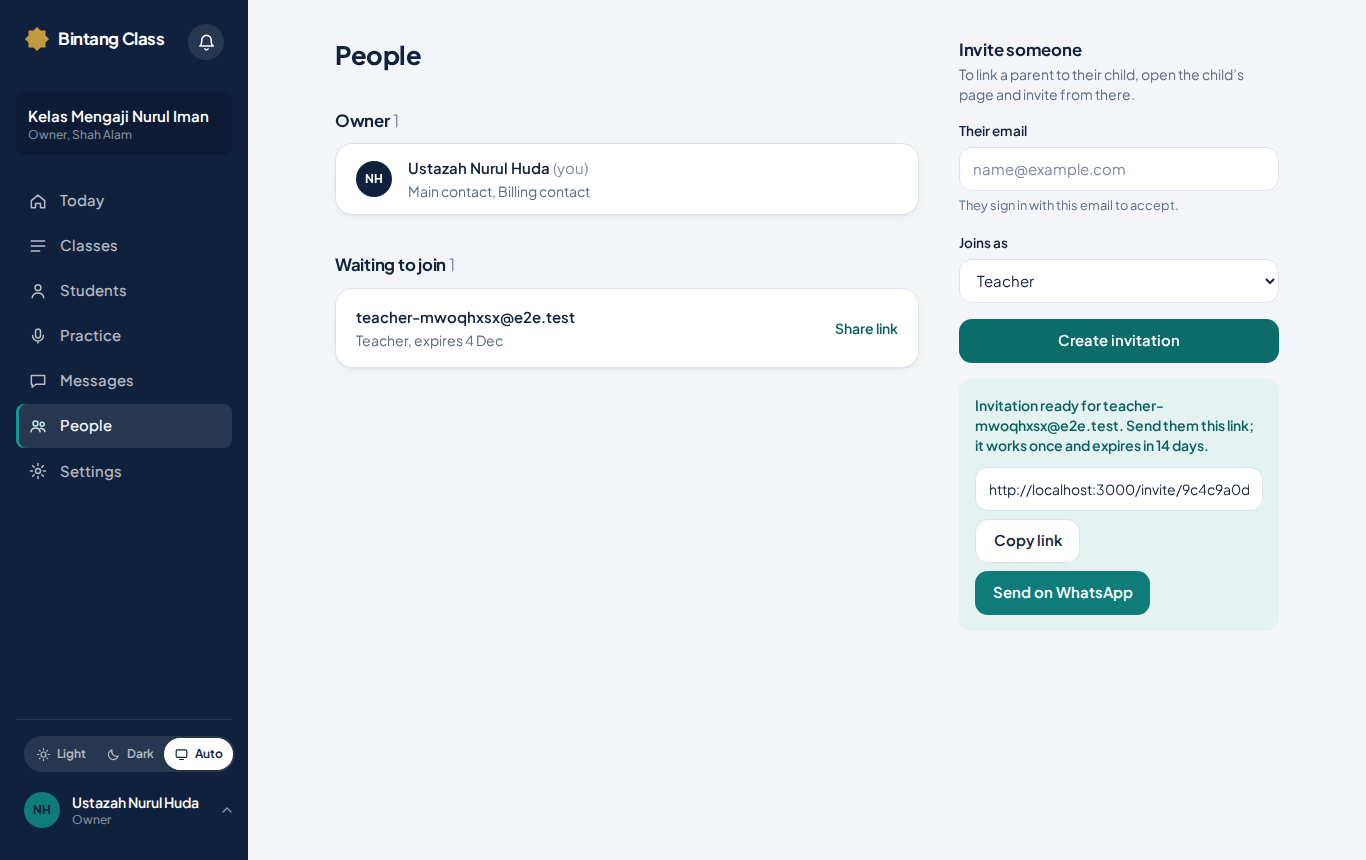 Bintang Class
Kelas Mengaji Nurul Iman
Owner, Shah Alam
Today
Classes
Students
Practice
Messages
People
Settings
Light
Dark
Auto
NH
Ustazah Nurul Huda
Owner
People
Owner 1
NH
Ustazah Nurul Huda (you)
Main contact, Billing contact
Waiting to join 1
teacher-mwoqhxsx@e2e.test
Teacher, expires 4 Dec
Share link
Invite someone
To link a parent to their child, open the child's
page and invite from there.
Their email
name@example.com
They sign in with this email to accept.
Joins as
Teacher
Create invitation
Invitation ready for teacher-
mwoqhxsx@e2e.test. Send them this link;
it works once and expires in 14 days.
http://localhost:3000/invite/9c4c9a0d
Copy link
Send on WhatsApp